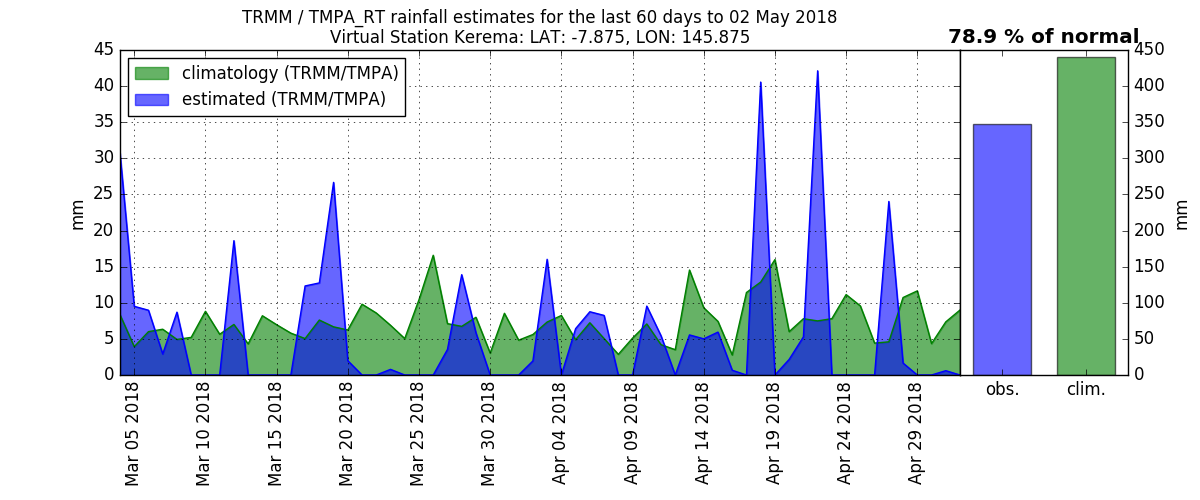 TRMM / TMPA_RT rainfall estimates for the last 60 days to 02 May 2018
Virtual Station Kerema: LAT: -7.875, LON: 145.875
78.9 % of normal
climatology (TRMM/TMPA)
estimated (TRMM/TMPA)
mm
45
40
35
30
25
20
15
10
5
0
Mar 05 2018
Mar 10 2018
Mar 15 2018
Mar 20 2018
Mar 25 2018
Mar 30 2018
Apr 04 2018
Apr 09 2018
Apr 14 2018
Apr 19 2018
Apr 24 2018
Apr 29 2018
obs.
clim.
450
400
350
300
250
200
150
100
50
0
mm